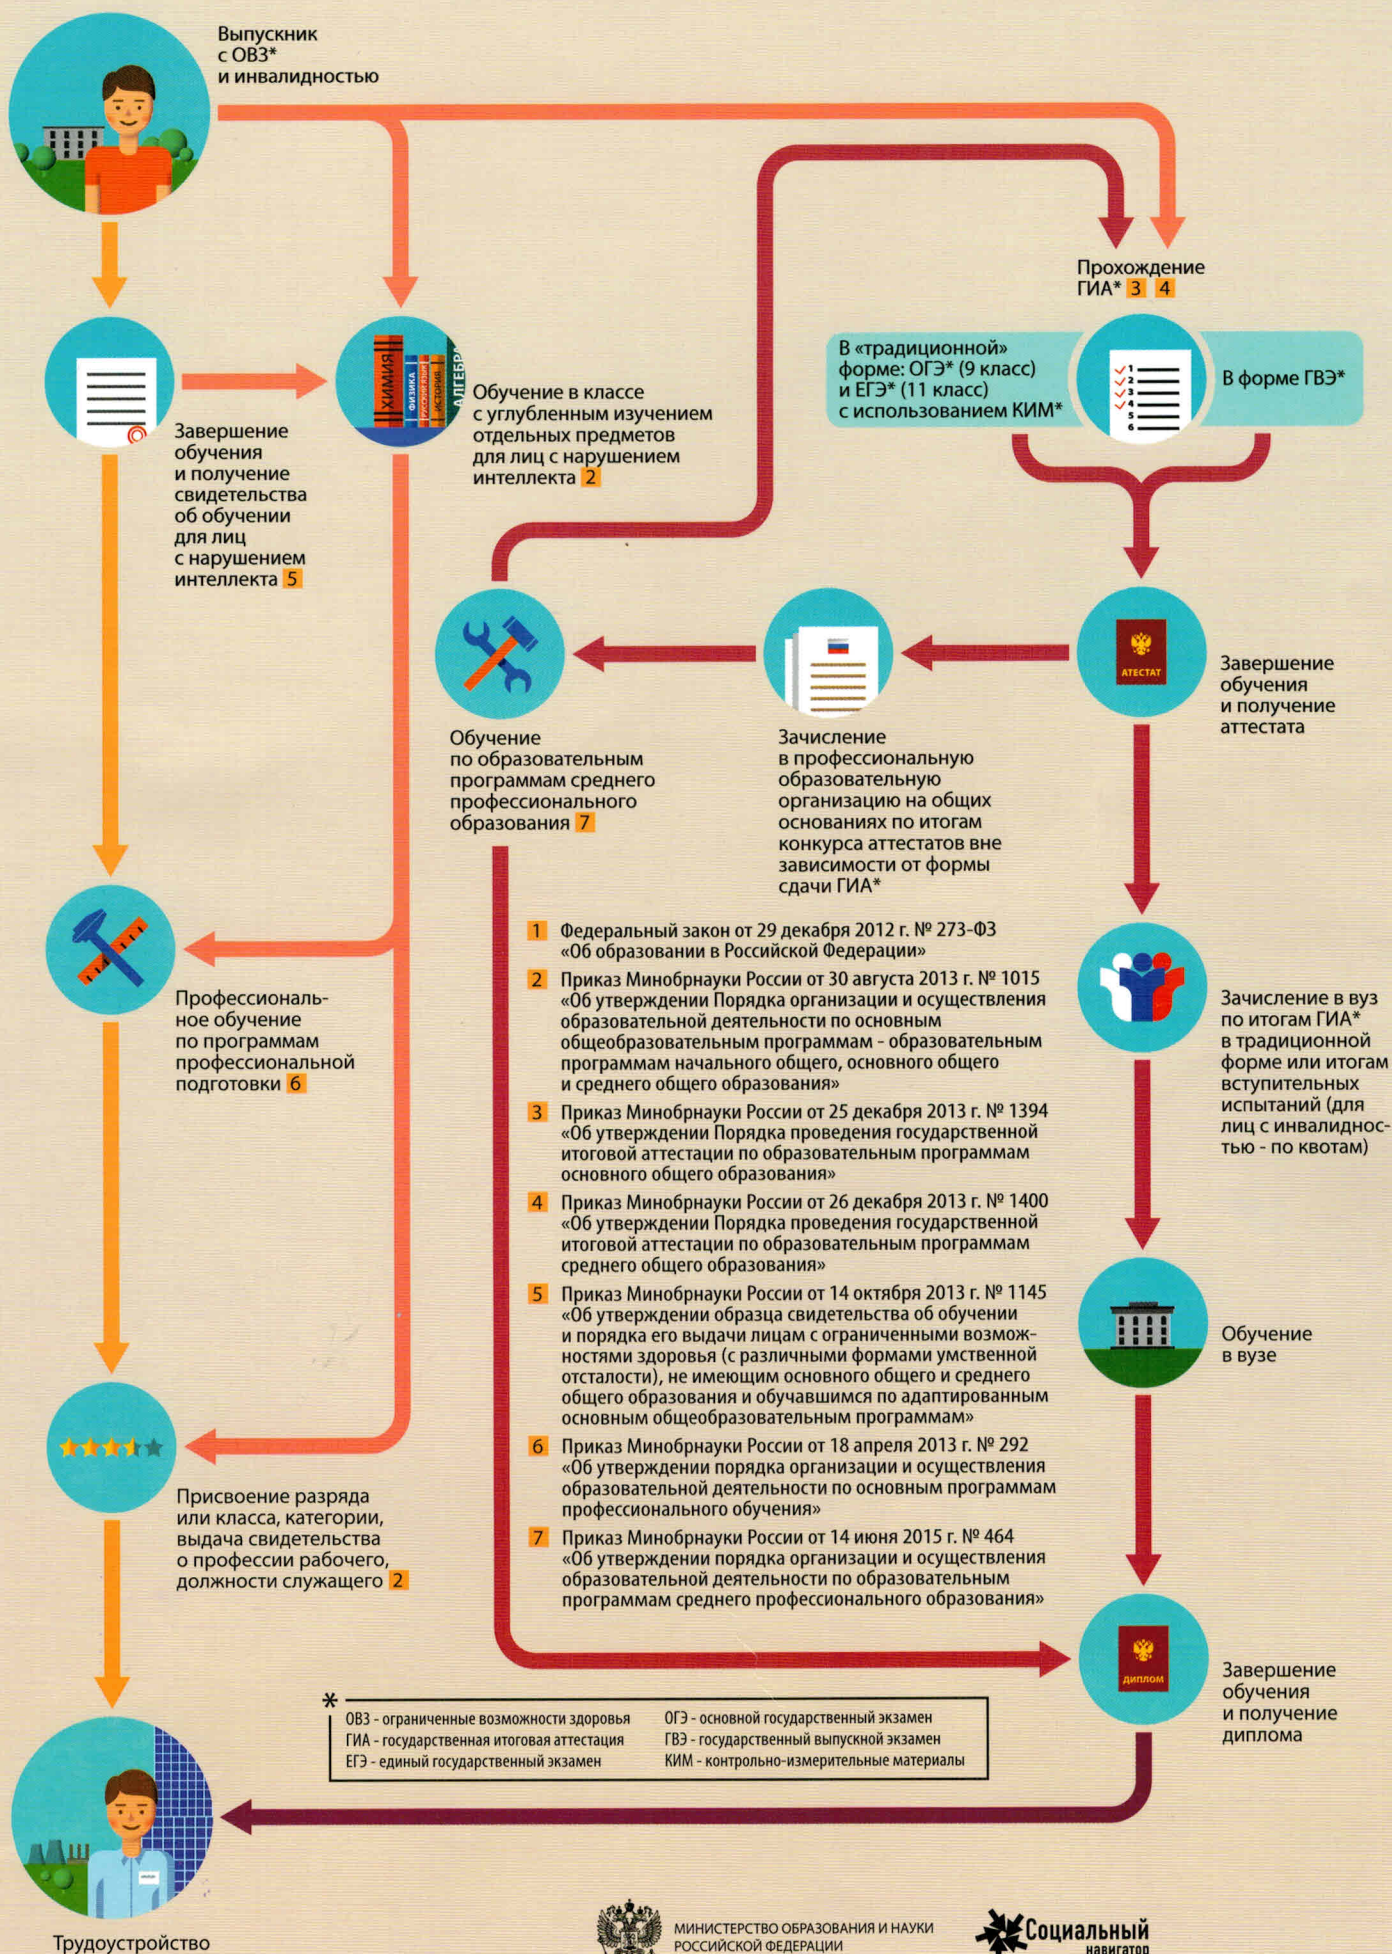 Выпускник
с ОВЗ*
и инвалидностью
Прохождение
ГИА* 3 4
В «традиционной»
форме: ОГЭ* (9 класс)
и ЕГЭ* (11 класс)
с использованием КИМ*
1
2
3
4
5
6
В форме ГВЭ*
ХИМИЯ
ФИЗИКА
РУССКИЙ ЯЗЫК
ИСТОРИЯ
АЛГЕБРА
Обучение в классе
с углубленным изучением
отдельных предметов
для лиц с нарушением
интеллекта 2
Завершение
обучения
и получение
свидетельства
об обучении
для лиц
с нарушением
интеллекта 5
АТЕСТАТ
Завершение
обучения
и получение
аттестата
Обучение
по образовательным
программам среднего
профессионального
образования 7
Зачисление
в профессиональную
образовательную
организацию на общих
основаниях по итогам
конкурса аттестатов вне
зависимости от формы
сдачи ГИА*
Профессиональ-
ное обучение
по программам
профессиональной
подготовки 6
1 Федеральный закон от 29 декабря 2012 г. № 273-ФЗ
«Об образовании в Российской Федерации»
2 Приказ Минобрнауки России от 30 августа 2013 г. № 1015
«Об утверждении Порядка организации и осуществления
образовательной деятельности по основным
общеобразовательным программам - образовательным
программам начального общего, основного общего
и среднего общего образования»
3 Приказ Минобрнауки России от 25 декабря 2013 г. № 1394
«Об утверждении Порядка проведения государственной
итоговой аттестации по образовательным программам
основного общего образования»
4 Приказ Минобрнауки России от 26 декабря 2013 г. № 1400
«Об утверждении Порядка проведения государственной
итоговой аттестации по образовательным программам
среднего общего образования»
5 Приказ Минобрнауки России от 14 октября 2013 г. № 1145
«Об утверждении образца свидетельства об обучении
и порядка его выдачи лицам с ограниченными возмож-
ностями здоровья (с различными формами умственной
отсталости), не имеющим основного общего и среднего
общего образования и обучавшимся по адаптированным
основным общеобразовательным программам»
6 Приказ Минобрнауки России от 18 апреля 2013 г. № 292
«Об утверждении порядка организации и осуществления
образовательной деятельности по основным программам
профессионального обучения»
7 Приказ Минобрнауки России от 14 июня 2015 г. № 464
«Об утверждении порядка организации и осуществления
образовательной деятельности по образовательным
программам среднего профессионального образования»
Зачисление в вуз
по итогам ГИА*
в традиционной
форме или итогам
вступительных
испытаний (для
лиц с инвалиднос-
тью - по квотам)
Обучение
в вузе
Присвоение разряда
или класса, категории,
выдача свидетельства
о профессии рабочего,
должности служащего 2
ДИПЛОМ
Завершение
обучения
и получение
диплома
*
ОВЗ - ограниченные возможности здоровья
ГИА - государственная итоговая аттестация
ЕГЭ - единый государственный экзамен
ОГЭ - основной государственный экзамен
ГВЭ - государственный выпускной экзамен
КИМ - контрольно-измерительные материалы
Трудоустройство
МИНИСТЕРСТВО ОБРАЗОВАНИЯ И НАУКИ
РОССИЙСКОЙ ФЕДЕРАЦИИ
Социальный
навигатор